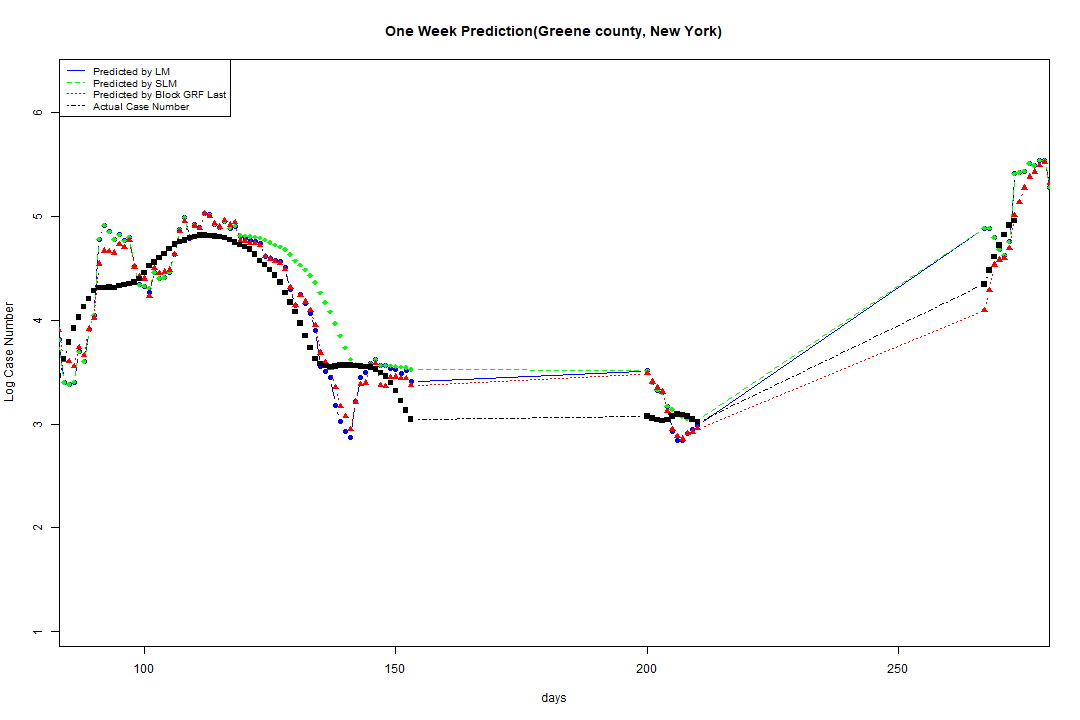 One Week Prediction(Greene county, New York)
Predicted by LM
Predicted by SLM
Predicted by Block GRF Last
Actual Case Number
6
5
4
3
2
1
Log Case Number
100 150 200 250
days